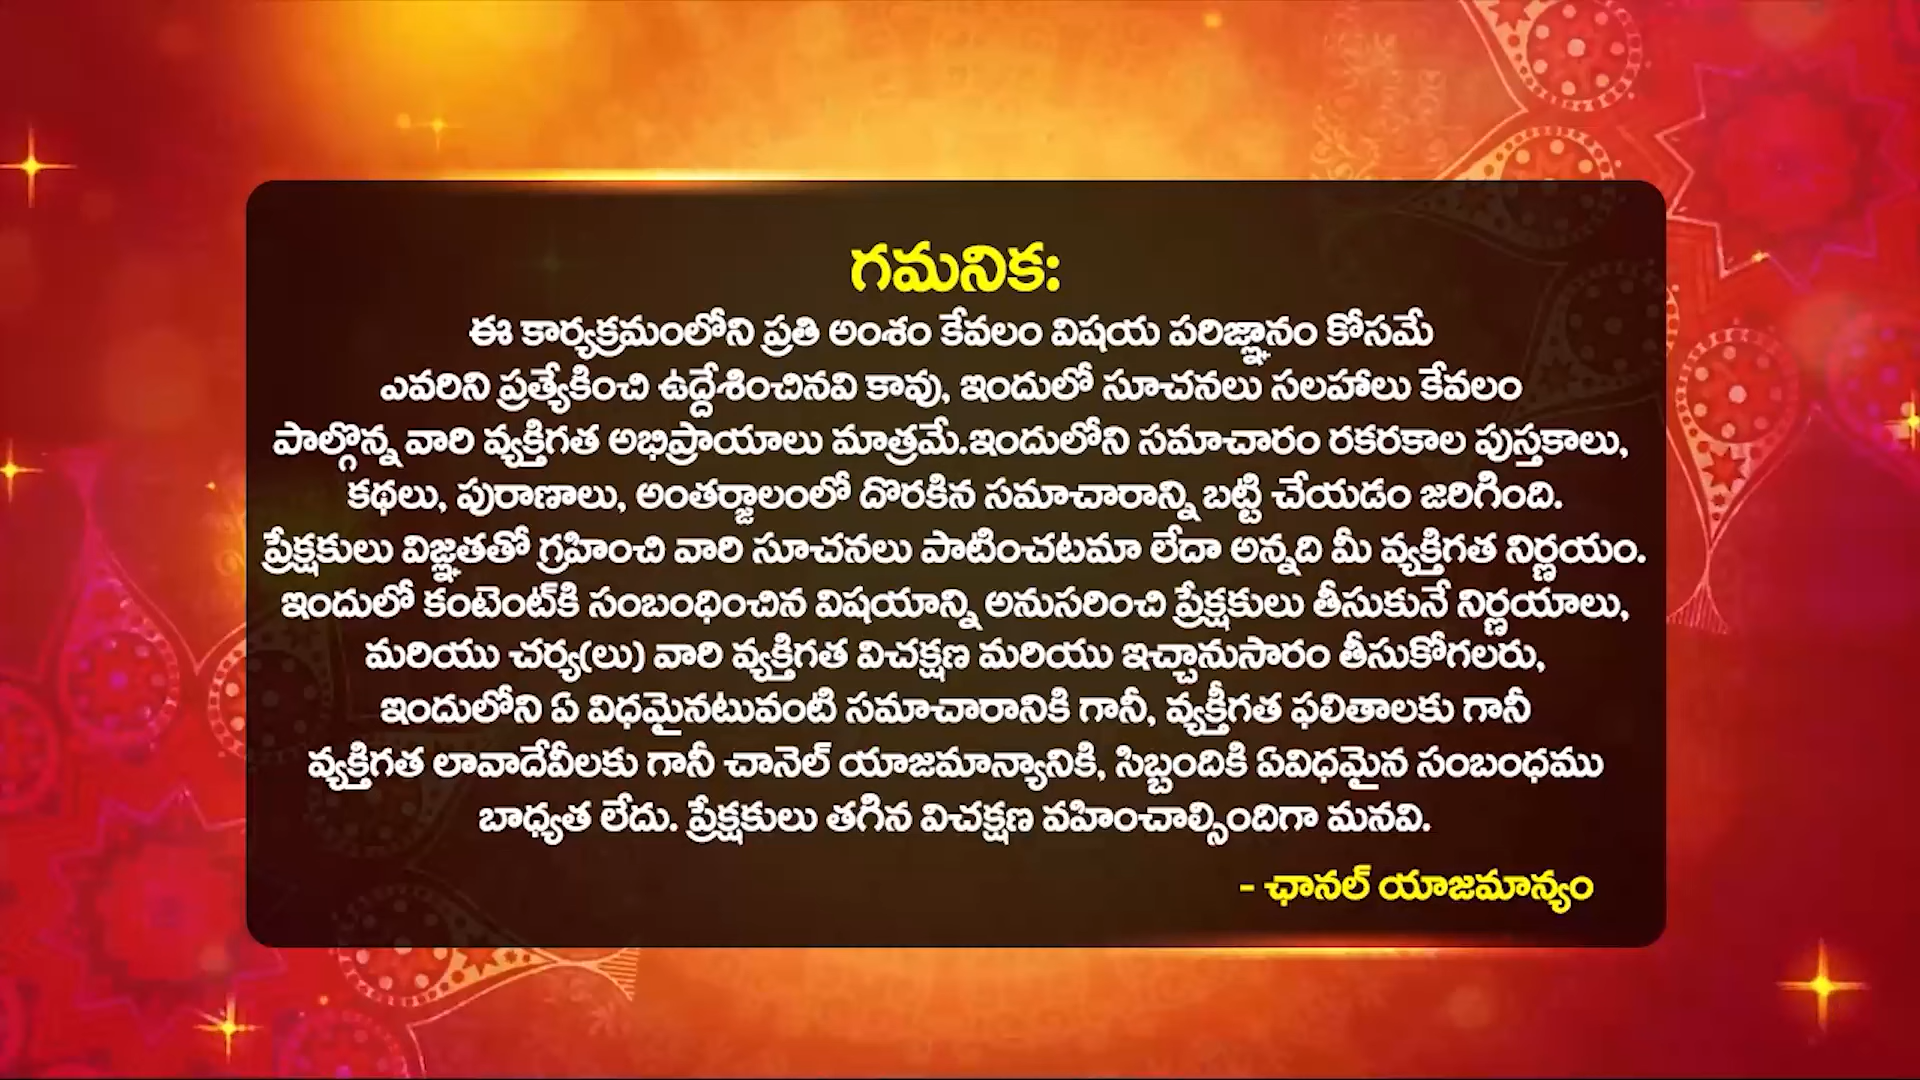 గమనిక:
ఈ కార్యక్రమంలోని ప్రతి అంశం కేవలం విషయ పరిజ్ఞానం కోసమే
ఎవరిని ప్రత్యేకించి ఉద్దేశించినవి కావు, ఇందులో సూచనలు సలహాలు కేవలం
పాల్గొన్న వారి వ్యక్తిగత అభిప్రాయాలు మాత్రమే.ఇందులోని సమాచారం రకరకాల పుస్తకాలు,
కథలు, పురాణాలు, అంతర్జాలంలో దొరకిన సమాచారాన్ని బట్టి చేయడం జరిగింది.
ప్రేక్షకులు విజ్ఞతతో గ్రహించి వారి సూచనలు పాటించటమా లేదా అన్నది మీ వ్యక్తిగత నిర్ణయం.
ఇందులో కంటెంట్‌కి సంబంధించిన విషయాన్ని అనుసరించి ప్రేక్షకులు తీసుకునే నిర్ణయాలు,
మరియు చర్య(లు) వారి వ్యక్తిగత విచక్షణ మరియు ఇచ్చానుసారం తీసుకోగలరు,
ఇందులోని ఏ విధమైనటువంటి సమాచారానికి గానీ, వ్యక్తీగత ఫలితాలకు గానీ
వ్యక్తిగత లావాదేవీలకు గానీ చానెల్ యాజమాన్యానికి, సిబ్బందికి ఏవిధమైన సంబంధము
బాధ్యత లేదు. ప్రేక్షకులు తగిన విచక్షణ వహించాల్సిందిగా మనవి.
- ఛానల్ యాజమాన్యం